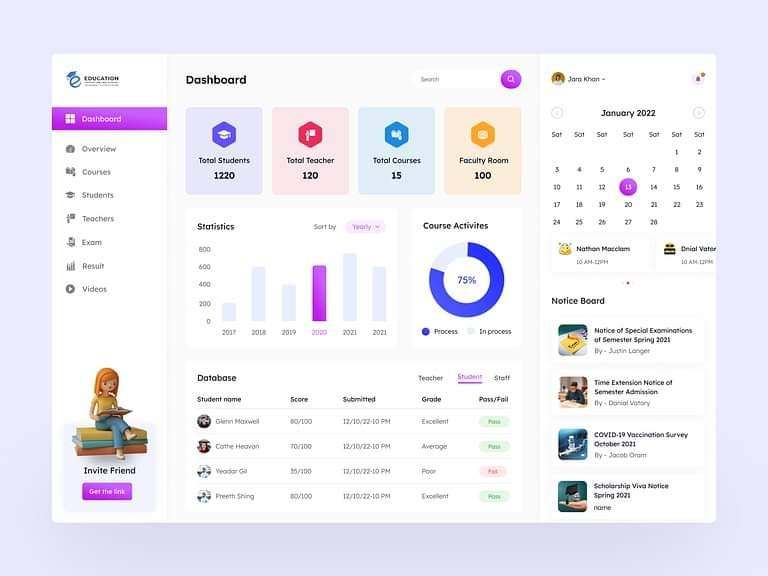 EDUCATION
Dashboard
Overview
Courses
Students
Teachers
Exam
Result
Videos
Invite Friend
Get the link
Dashboard
Search
Total Students
1220
Total Teacher
120
Total Courses
15
Faculty Room
100
Statistics
Sort by Yearly
800
600
400
200
0
2017 2018 2019 2020 2021 2021
Course Activites
75%
Process In process
Database
Teacher Student Staff
Student name Score Submitted Grade Pass/Fail
Glenn Maxwell 80/100 12/10/22-10 PM Excellent Pass
Cathe Heavan 70/100 12/10/22-10 PM Average Pass
Yeadar Gil 35/100 12/10/22-10 PM Poor Fail
Preeth Shing 80/100 12/10/22-10 PM Excellent Pass
Jara Khan
January 2022
Sat Sat Sat Sat Sat Sat Sat
1 2
3 4 5 6 7 8 9
10 11 12 13 14 15 16
17 18 19 20 21 22 23
24 25 26 27 28
Nathan Macclam
10 AM-12PM
Dnial Vator
10 AM-12PM
Notice Board
Notice of Special Examinations
of Semester Spring 2021
By - Justin Langer
Time Extension Notice of
Semester Admission
By - Danial Vatory
COVID-19 Vaccination Survey
October 2021
By - Jacob Oram
Scholarship Viva Notice
Spring 2021
name